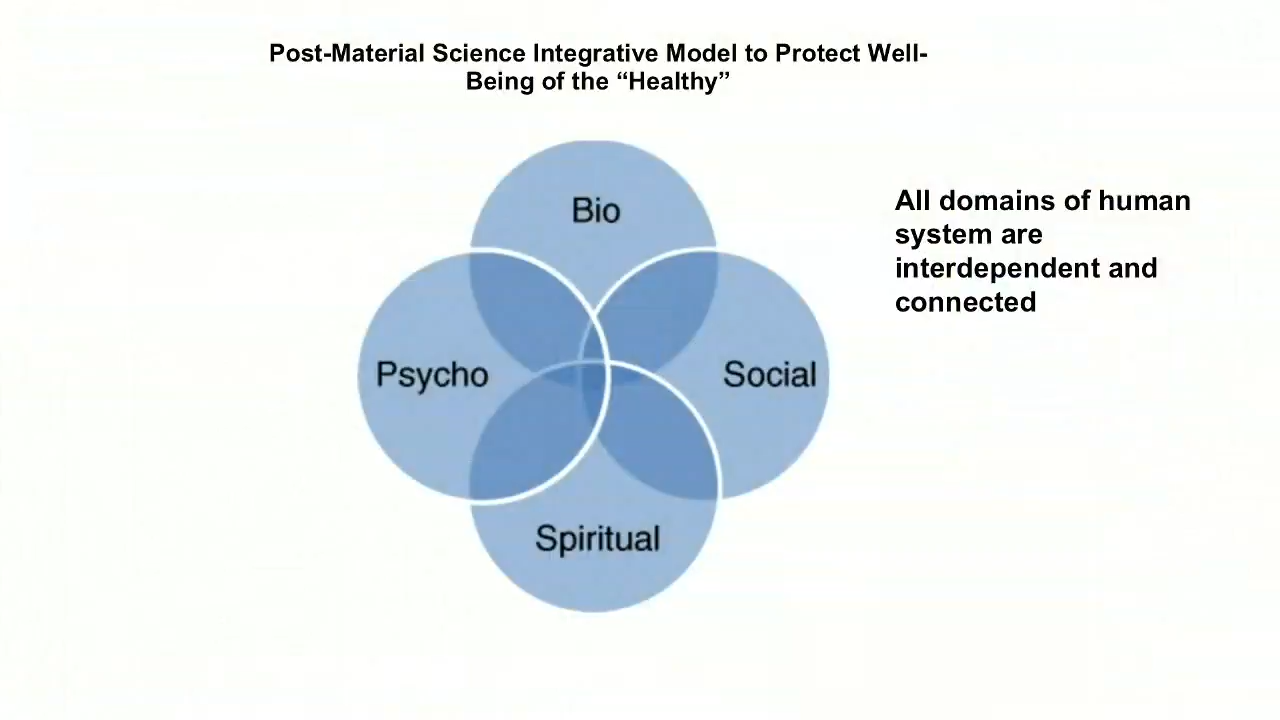 Post-Material Science Integrative Model to Protect Well-
Being of the “Healthy”
Bio
All domains of human
system are
interdependent and
connected
Psycho
Social
Spiritual